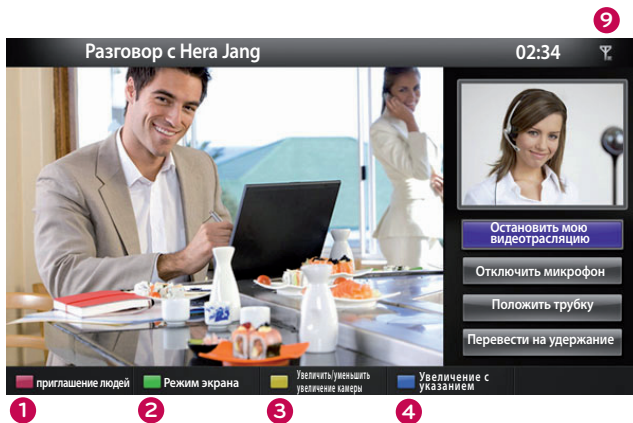 9
Разговор с Hera Jang
02:34
Остановить мою
видеотрасляцию
Отключить микрофон
Положить трубку
Перевести на удержание
приглашение людей
Режим экрана
Увеличить/уменьшить
увеличение камеры
Увеличение с
указанием
1
2
3
4